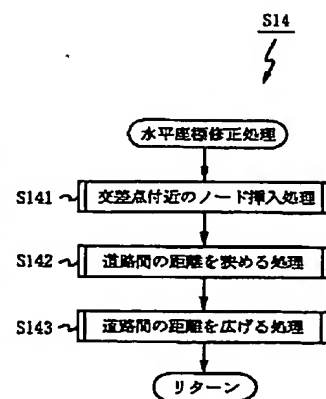 S14
水平座標修正処理
S141 交差点付近のノード挿入処理
S142 道路間の距離を狭める処理
S143 道路間の距離を広げる処理
リターン